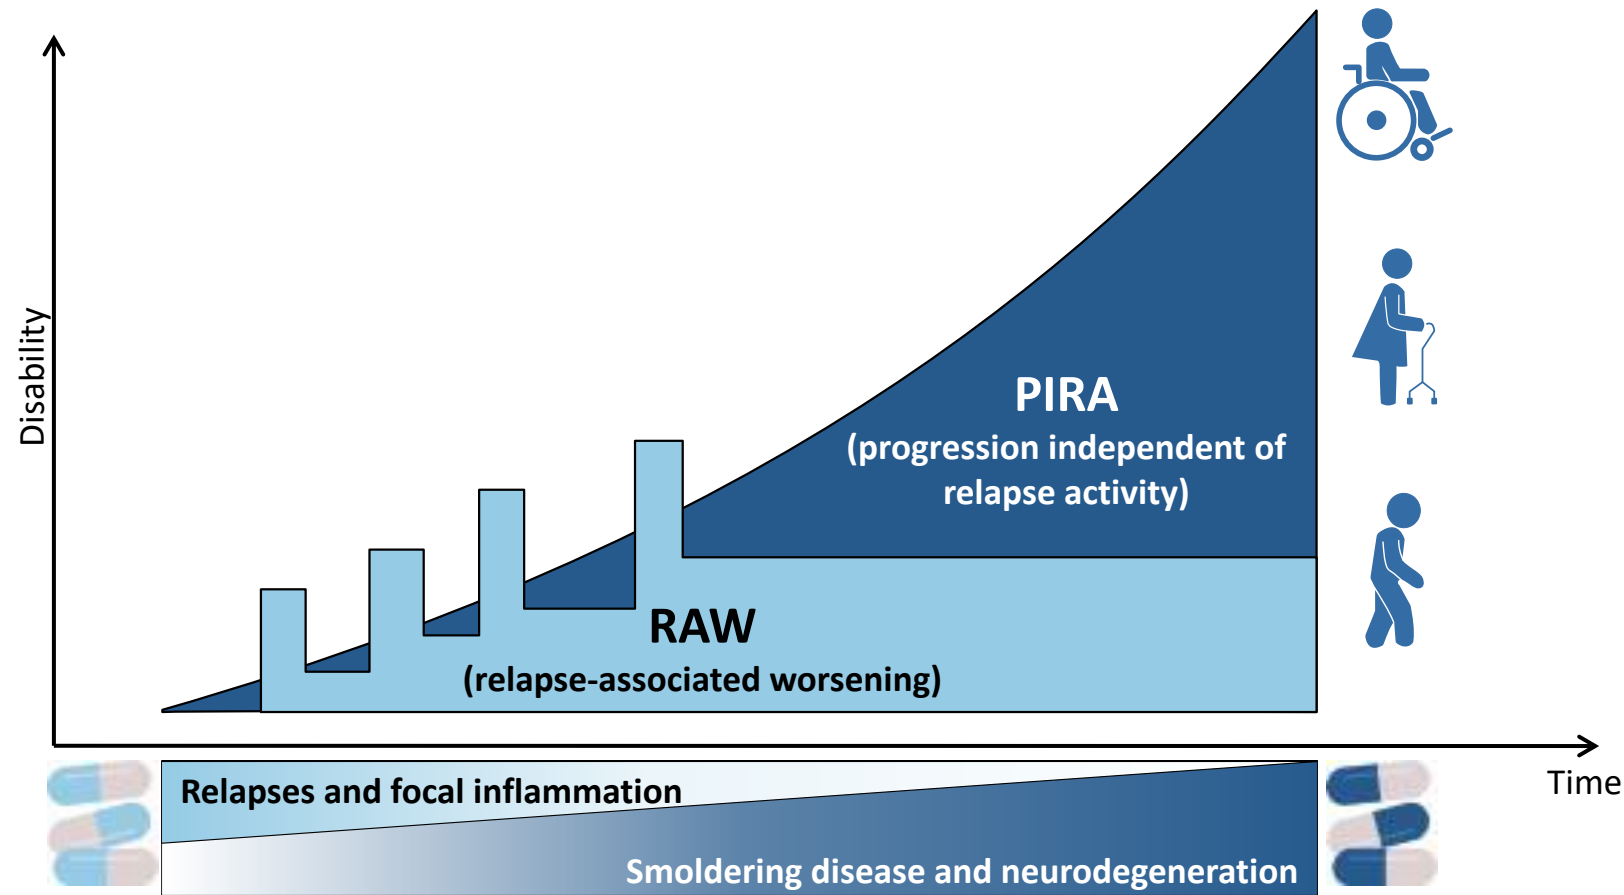 Disability
PIRA
(progression independent of
relapse activity)
RAW
(relapse-associated worsening)
Time
Relapses and focal inflammation
Smoldering disease and neurodegeneration